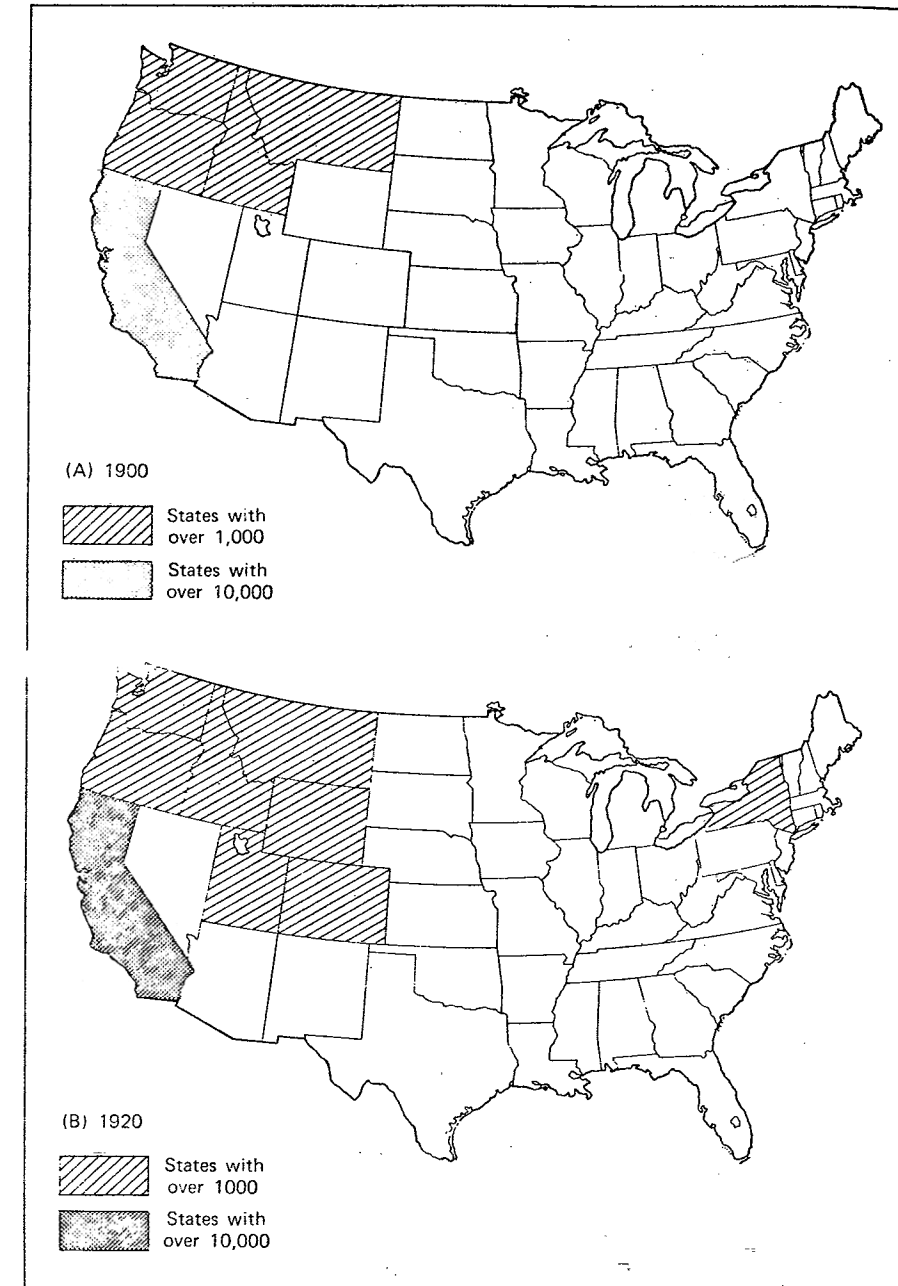 (A) 1900
States with
over 1,000
States with
over 10,000
(B) 1920
States with
over 1000
States with
over 10,000